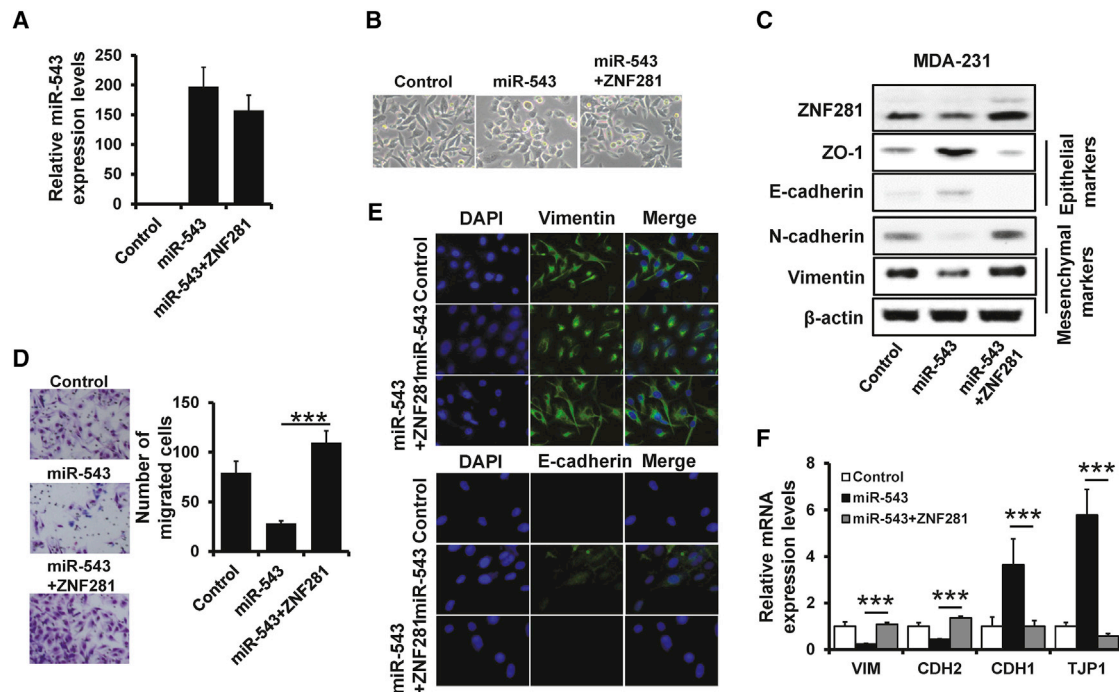 A
Relative miR-543
expression levels
250
200
150
100
50
0
Control
miR-543
miR-543+ZNF281
B
Control
miR-543
miR-543
+ZNF281
C
MDA-231
ZNF281
ZO-1
E-cadherin
N-cadherin
Vimentin
β-actin
Epithelial
markers
Mesenchymal
markers
Control
miR-543
miR-543
+ZNF281
D
Control
miR-543
miR-543
+ZNF281
Number of
migrated cells
150
100
50
0
***
Control
miR-543
miR-543+ZNF281
E
DAPI Vimentin Merge
Control
miR-543
miR-543
+ZNF281
DAPI E-cadherin Merge
Control
miR-543
miR-543
+ZNF281
F
Relative mRNA
expression levels
8
6
4
2
0
Control
miR-543
miR-543+ZNF281
***
***
***
***
VIM CDH2 CDH1 TJP1